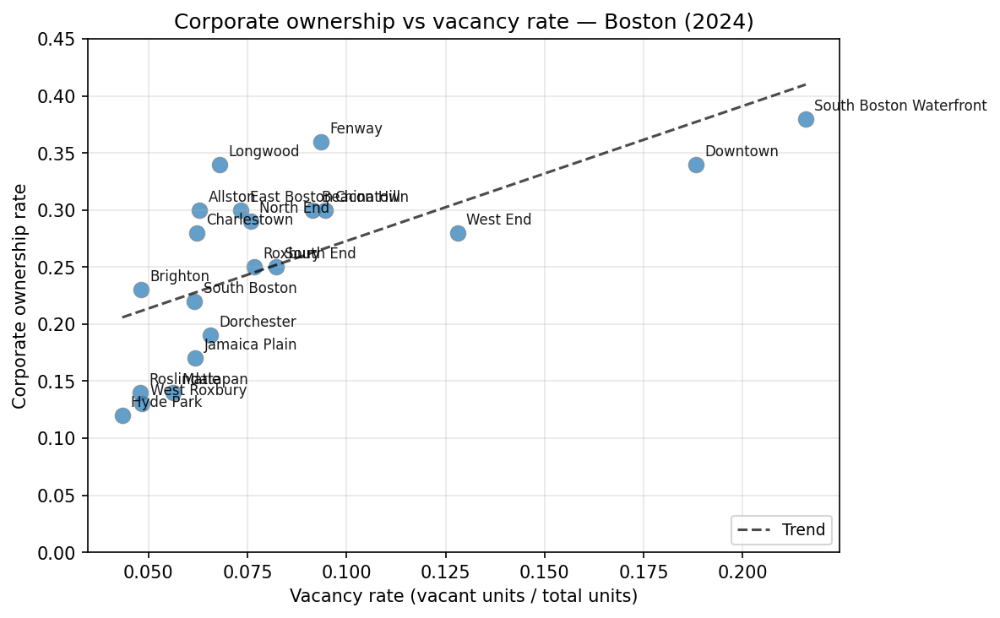 Corporate ownership vs vacancy rate — Boston (2024)
0.45
0.40
0.35
0.30
0.25
0.20
0.15
0.10
0.05
0.00
Corporate ownership rate
South Boston Waterfront
Fenway
Longwood
Downtown
Allston
East Boston
Beacon Hill
Chinatown
North End
Charlestown
West End
Roxbury
South End
Brighton
South Boston
Dorchester
Jamaica Plain
Roslindale
Mattapan
West Roxbury
Hyde Park
Trend
0.050
0.075
0.100
0.125
0.150
0.175
0.200
Vacancy rate (vacant units / total units)